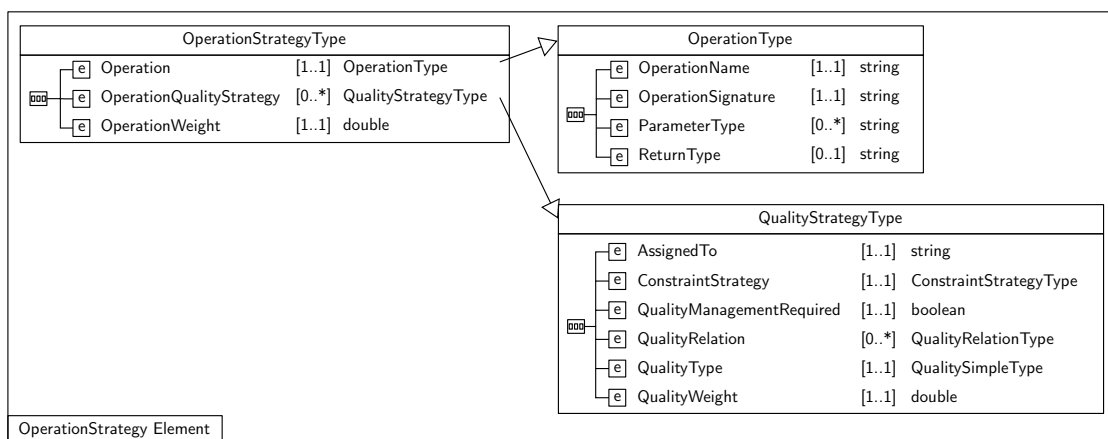 OperationStrategyType
e Operation [1..1] OperationType
e OperationQualityStrategy [0..*] QualityStrategyType
e OperationWeight [1..1] double
OperationType
e OperationName [1..1] string
e OperationSignature [1..1] string
e ParameterType [0..*] string
e ReturnType [0..1] string
QualityStrategyType
e AssignedTo [1..1] string
e ConstraintStrategy [1..1] ConstraintStrategyType
e QualityManagementRequired [1..1] boolean
e QualityRelation [0..*] QualityRelationType
e QualityType [1..1] QualitySimpleType
e QualityWeight [1..1] double
OperationStrategy Element